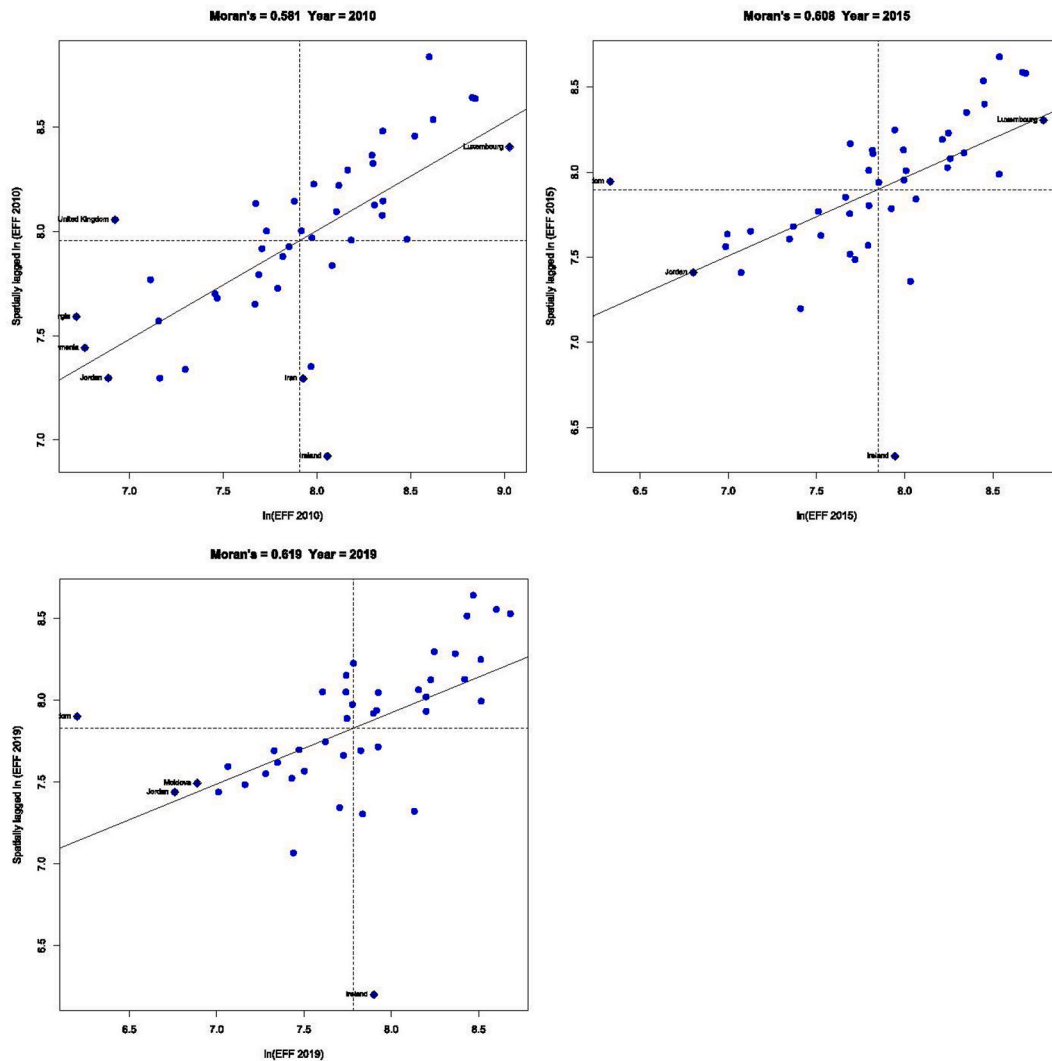 Moran's = 0.581 Year = 2010
Spatially lagged ln (EFF 2010)
8.5
8.0
7.5
7.0
Luxembourg
United Kingdom
rgia
menia
Jordan
Iran
Ireland
7.0 7.5 8.0 8.5 9.0
ln(EFF 2010)
Moran's = 0.608 Year = 2015
Spatially lagged ln (EFF 2015)
8.5
8.0
7.5
7.0
6.5
Luxembourg
dom
Jordan
Ireland
6.5 7.0 7.5 8.0 8.5
ln(EFF 2015)
Moran's = 0.619 Year = 2019
Spatially lagged ln (EFF 2019)
8.5
8.0
7.5
7.0
6.5
dom
Moldova
Jordan
Ireland
6.5 7.0 7.5 8.0 8.5
ln(EFF 2019)